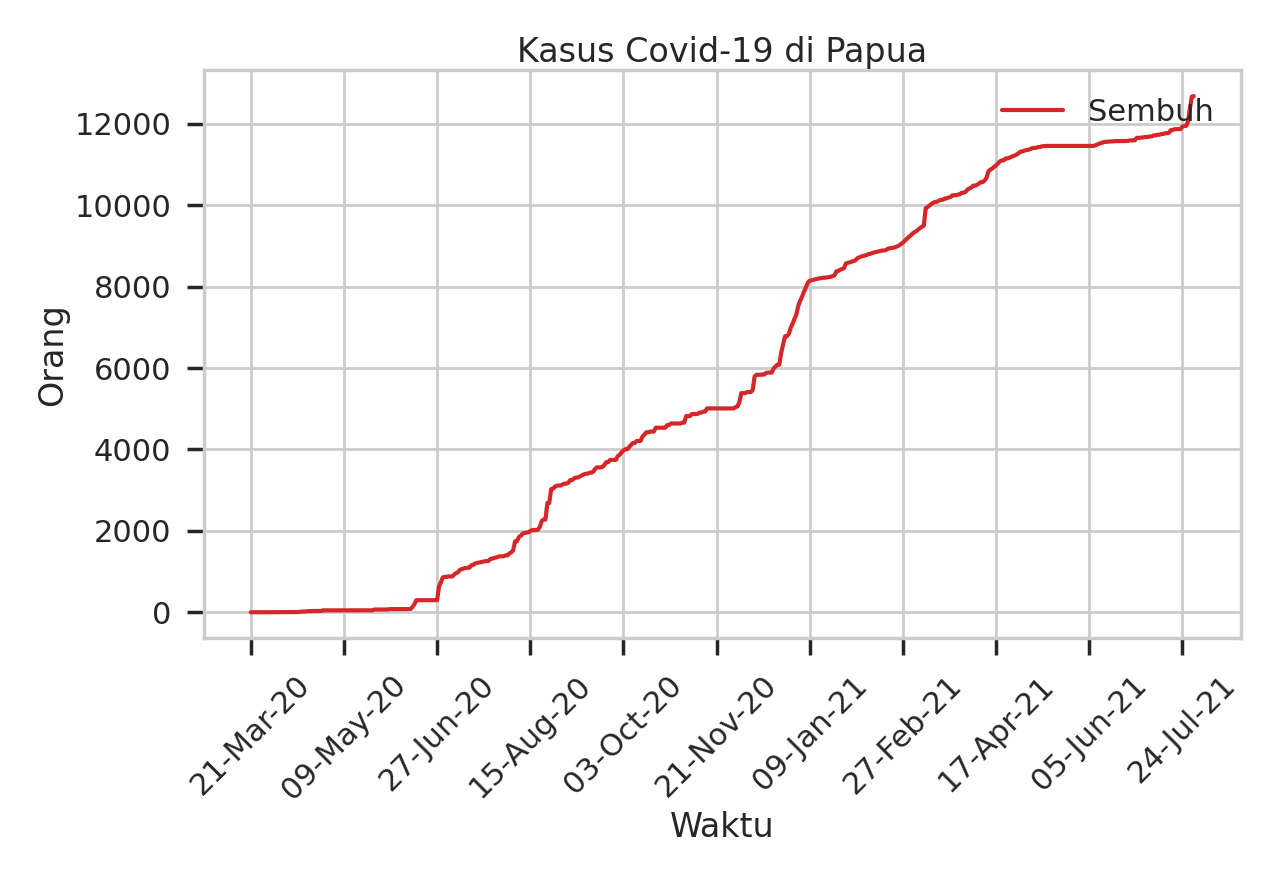 Kasus Covid-19 di Papua
Sembuh
12000
10000
8000
6000
4000
2000
0
Orang
21-Mar-20
09-May-20
27-Jun-20
15-Aug-20
03-Oct-20
21-Nov-20
09-Jan-21
27-Feb-21
17-Apr-21
05-Jun-21
24-Jul-21
Waktu